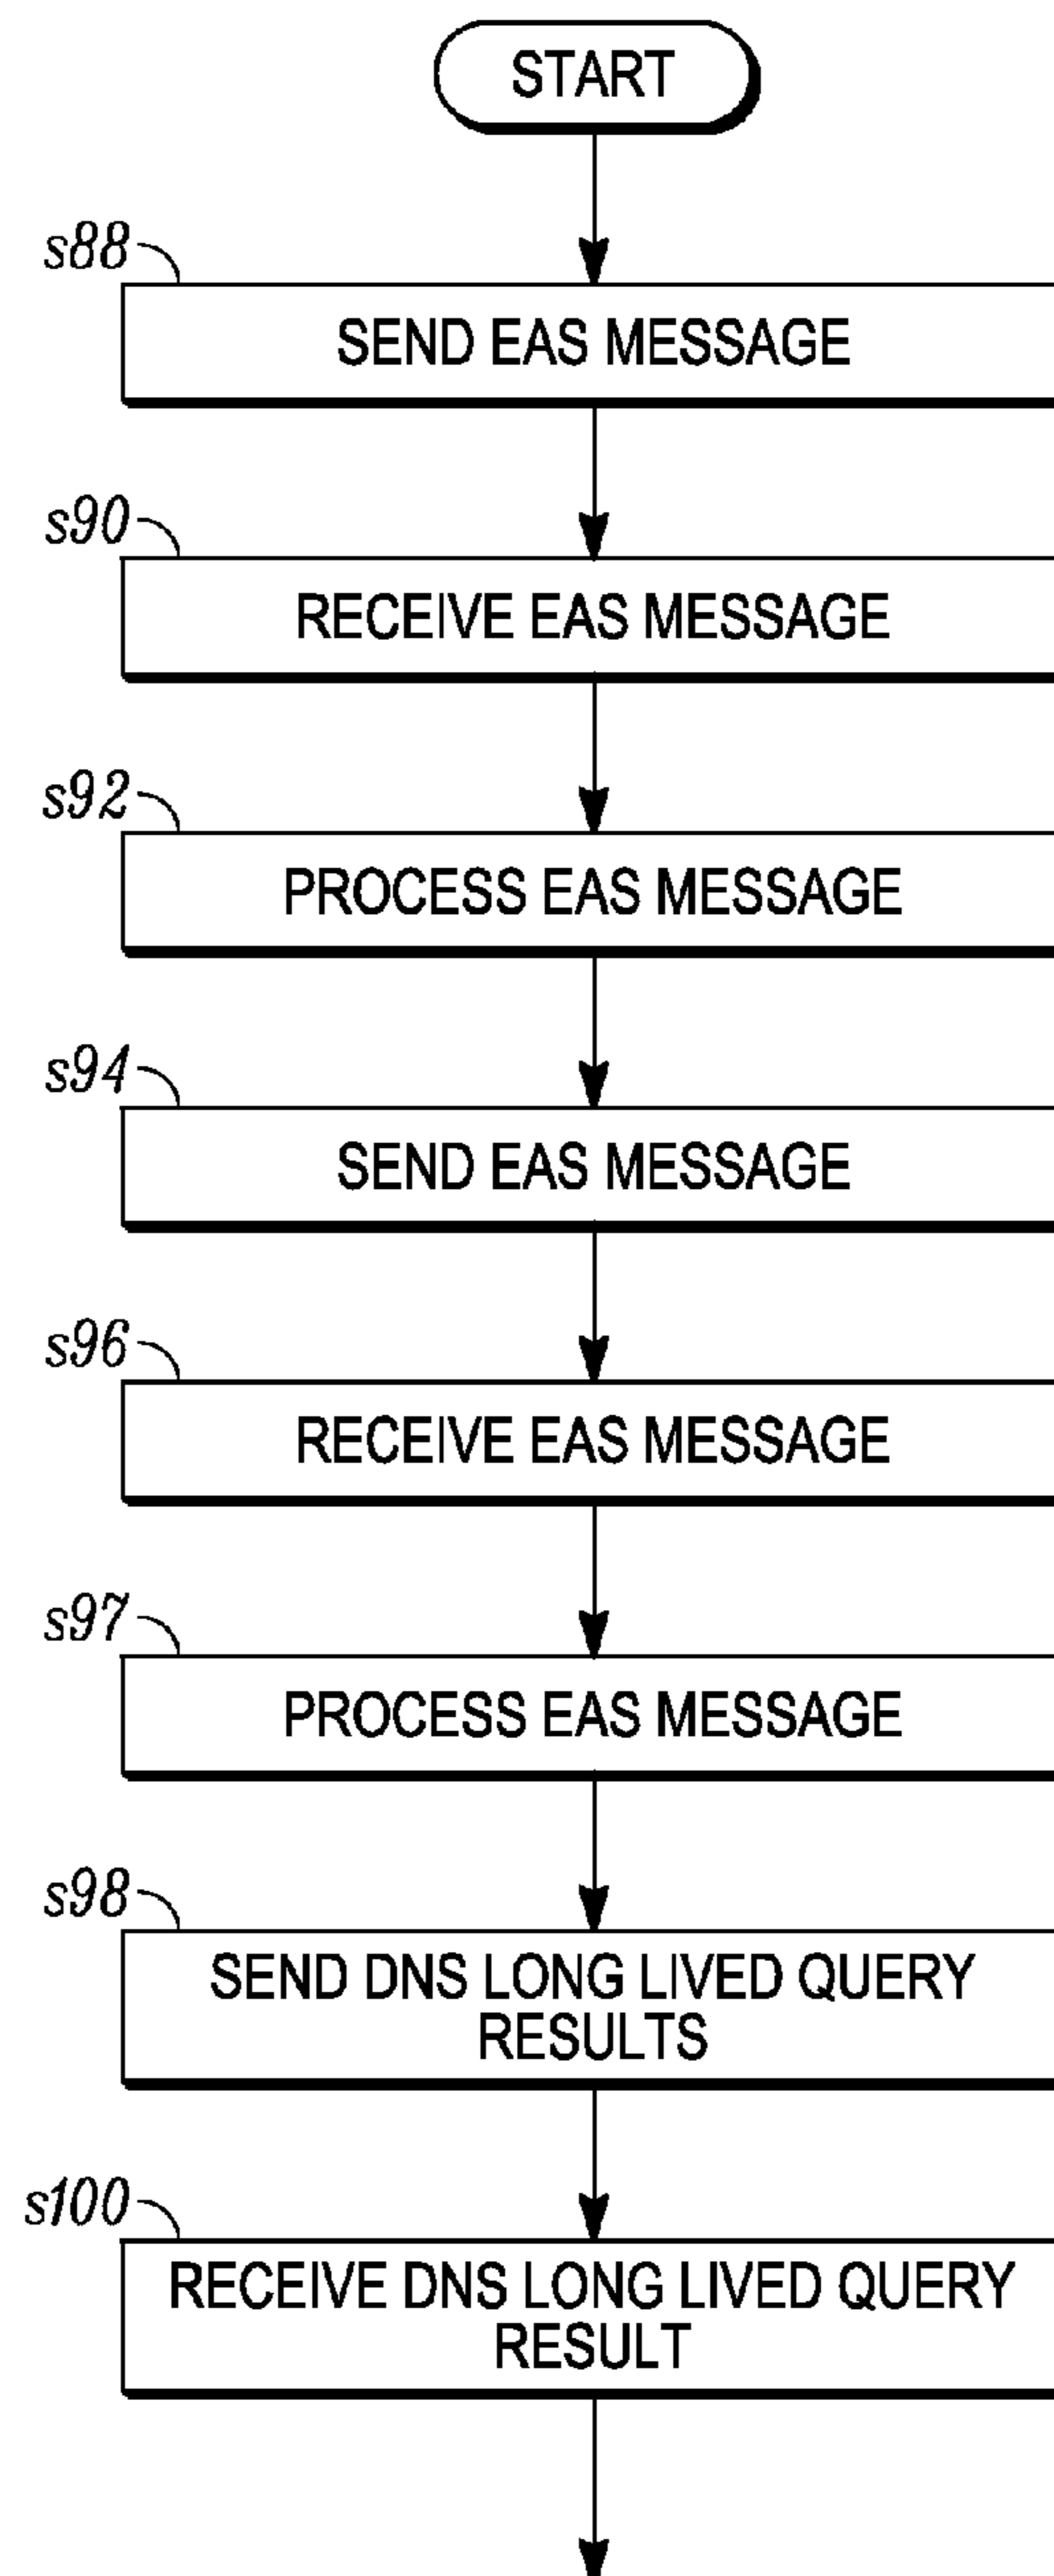 START
s88
SEND EAS MESSAGE
s90
RECEIVE EAS MESSAGE
s92
PROCESS EAS MESSAGE
s94
SEND EAS MESSAGE
s96
RECEIVE EAS MESSAGE
s97
PROCESS EAS MESSAGE
s98
SEND DNS LONG LIVED QUERY
RESULTS
s100
RECEIVE DNS LONG LIVED QUERY
RESULT